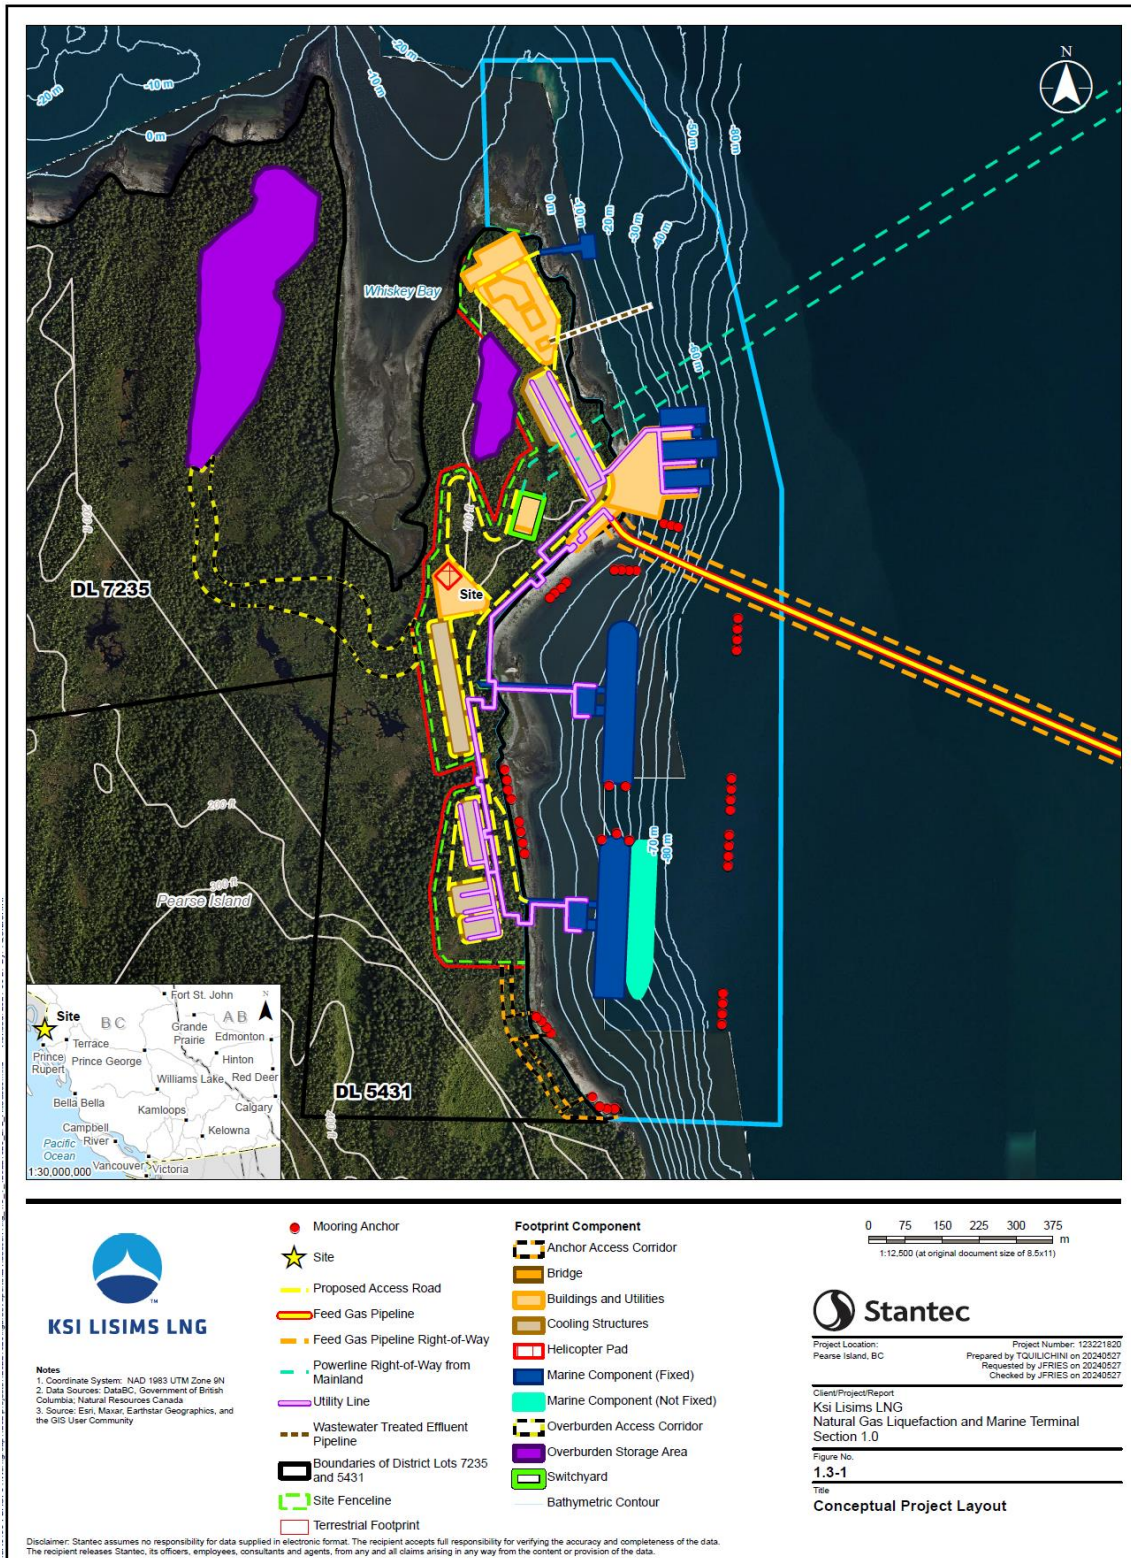 N
-20 m
-10 m
-20 m
-10 m
0 m
-50 m
-80 m
0 m
-10 m
-20 m
-30 m
-40 m
-60 m
Whiskey Bay
100 ft
DL 7235
Site
200 ft
300 ft
Pearse Island
-70 m
-80 m
DL 5431
Fort St. John
N
Site
BC
AB
Grande
Prairie
Edmonton
Terrace
Prince
Rupert
Prince George
Hinton
Williams Lake
Red Deer
Bella Bella
Kamloops
Calgary
Campbell
River
Kelowna
Pacific
Ocean
Vancouver
Victoria
1:30,000,000
KSI LISIMS LNG
TM
Notes
1. Coordinate System: NAD 1983 UTM Zone 9N
2. Data Sources: DataBC, Government of British
Columbia; Natural Resources Canada
3. Source: Esri, Maxar, Earthstar Geographics, and
the GIS User Community
Mooring Anchor
Site
Proposed Access Road
Feed Gas Pipeline
Feed Gas Pipeline Right-of-Way
Powerline Right-of-Way from
Mainland
Utility Line
Wastewater Treated Effluent
Pipeline
Boundaries of District Lots 7235
and 5431
Site Fenceline
Terrestrial Footprint
Footprint Component
Anchor Access Corridor
Bridge
Buildings and Utilities
Cooling Structures
Helicopter Pad
Marine Component (Fixed)
Marine Component (Not Fixed)
Overburden Access Corridor
Overburden Storage Area
Switchyard
Bathymetric Contour
0 75 150 225 300 375
m
1:12,500 (at original document size of 8.5x11)
Stantec
Project Location:
Pearse Island, BC
Project Number: 123221820
Prepared by TQUILICHINI on 20240527
Requested by JFRIES on 20240527
Checked by JFRIES on 20240527
Client/Project/Report
Ksi Lisims LNG
Natural Gas Liquefaction and Marine Terminal
Section 1.0
Figure No.
1.3-1
Title
Conceptual Project Layout
Disclaimer: Stantec assumes no responsibility for data supplied in electronic format. The recipient accepts full responsibility for verifying the accuracy and completeness of the data.
The recipient releases Stantec, its officers, employees, consultants and agents, from any and all claims arising in any way from the content or provision of the data.